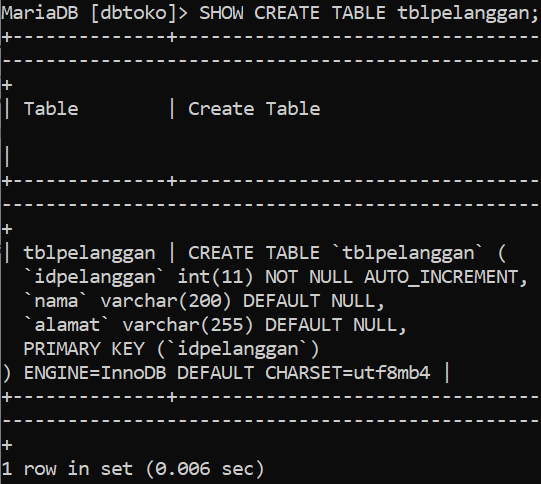 MariaDB [dbtoko]> SHOW CREATE TABLE tblpelanggan;
+--------------+---------------------------------
-------------------------------------------------
+
| Table        | Create Table

|
+--------------+---------------------------------
-------------------------------------------------
+
| tblpelanggan | CREATE TABLE `tblpelanggan` (
  `idpelanggan` int(11) NOT NULL AUTO_INCREMENT,
  `nama` varchar(200) DEFAULT NULL,
  `alamat` varchar(255) DEFAULT NULL,
  PRIMARY KEY (`idpelanggan`)
) ENGINE=InnoDB DEFAULT CHARSET=utf8mb4 |
+--------------+---------------------------------
-------------------------------------------------
+
1 row in set (0.006 sec)